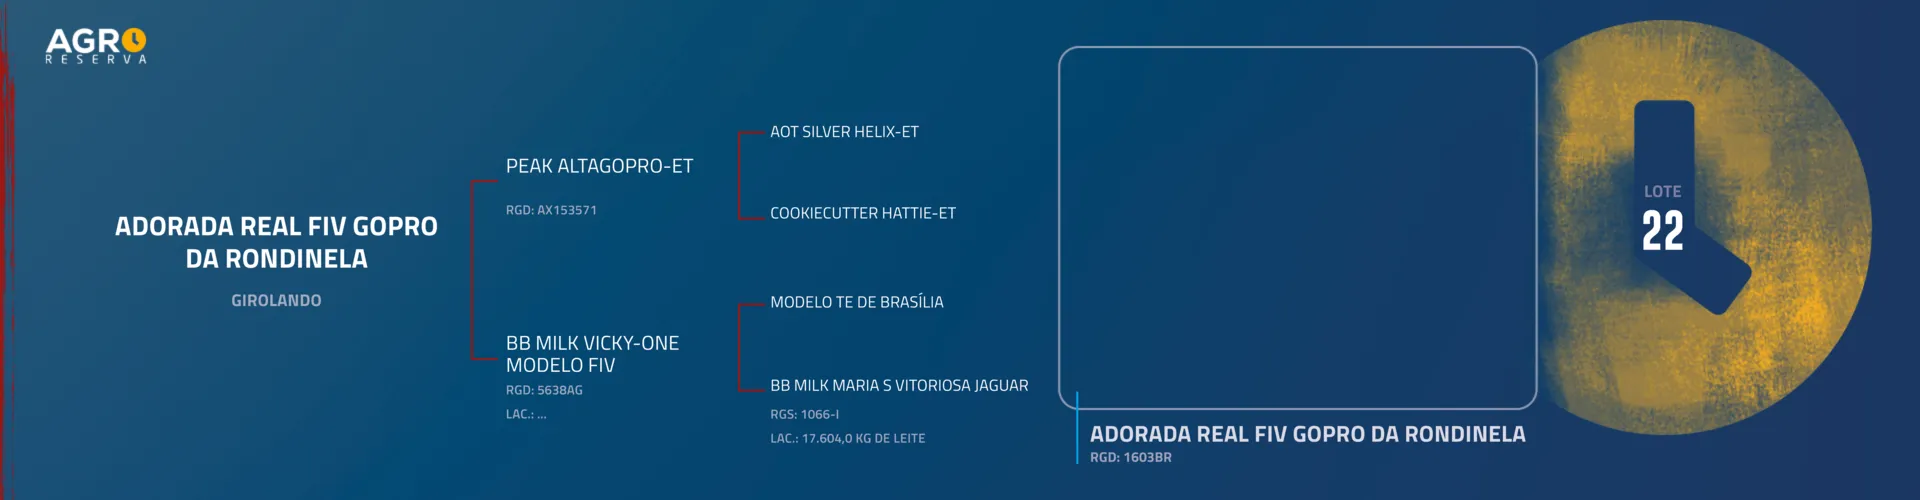 AGRO
RESERVA
ADORADA REAL FIV GOPRO
DA RONDINELA
GIROLANDO
PEAK ALTAGOPRO-ET
RGD: AX153571
BB MILK VICKY-ONE
MODELO FIV
RGD: 5638AG
LAC.: ...
AOT SILVER HELIX-ET
COOKIECUTTER HATTIE-ET
MODELO TE DE BRASÍLIA
BB MILK MARIA S VITORIOSA JAGUAR
RGS: 1066-I
LAC.: 17.604,0 KG DE LEITE
ADORADA REAL FIV GOPRO DA RONDINELA
RGD: 1603BR
LOTE
22